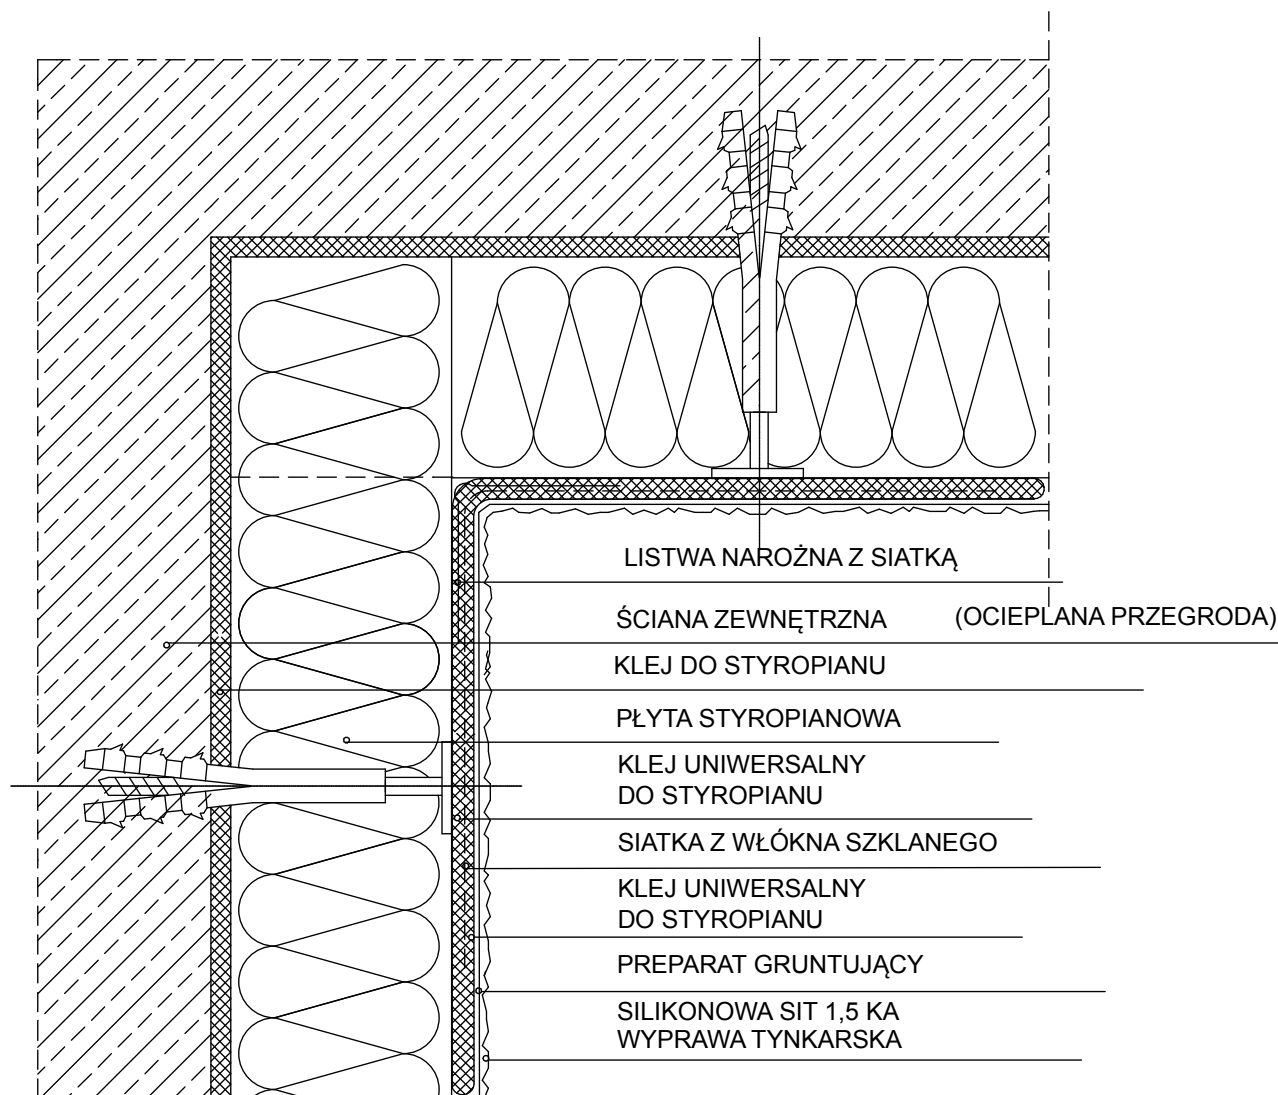 LISTWA NAROŻNA Z SIATKĄ
ŚCIANA ZEWNĘTRZNA (OCIEPLANA PRZEGRODA)
KLEJ DO STYROPIANU
PŁYTA STYROPIANOWA
KLEJ UNIWERSALNY
DO STYROPIANU
SIATKA Z WŁÓKNA SZKLANEGO
KLEJ UNIWERSALNY
DO STYROPIANU
PREPARAT GRUNTUJĄCY
SILIKONOWA SIT 1,5 KA
WYPRAWA TYNKARSKA